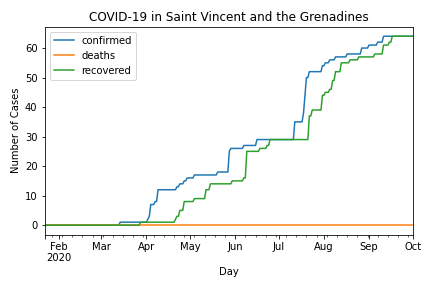 COVID-19 in Saint Vincent and the Grenadines
confirmed
deaths
recovered
Number of Cases
60
50
40
30
20
10
0
Feb Mar Apr May Jun Jul Aug Sep Oct
2020
Day